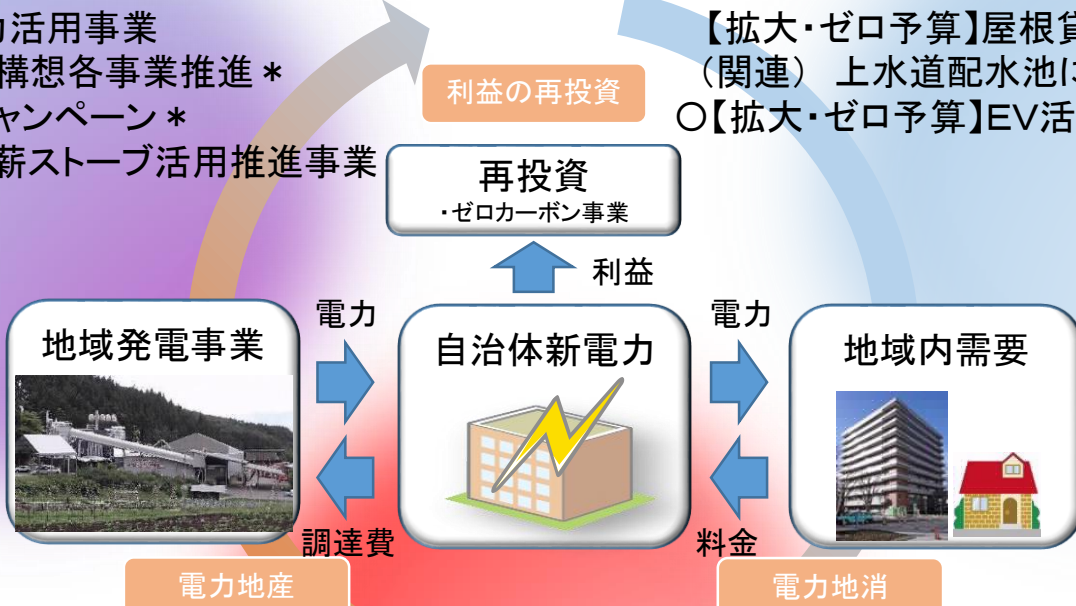 活用事業
構想各事業推進＊
ャンペーン＊
薪ストーブ活用推進事業
【拡大・ゼロ予算】屋根貸
（関連） 上水道配水池に
○【拡大・ゼロ予算】EV活
利益の再投資
再投資
・ゼロカーボン事業
利益
地域発電事業
電力
調達費
自治体新電力
電力
料金
地域内需要
電力地産
電力地消